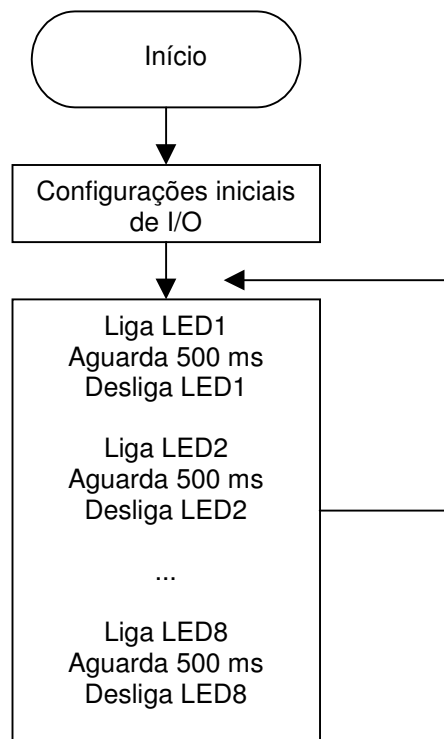 Início
Configurações iniciais
de I/O
Liga LED1
Aguarda 500 ms
Desliga LED1
Liga LED2
Aguarda 500 ms
Desliga LED2
...
Liga LED8
Aguarda 500 ms
Desliga LED8